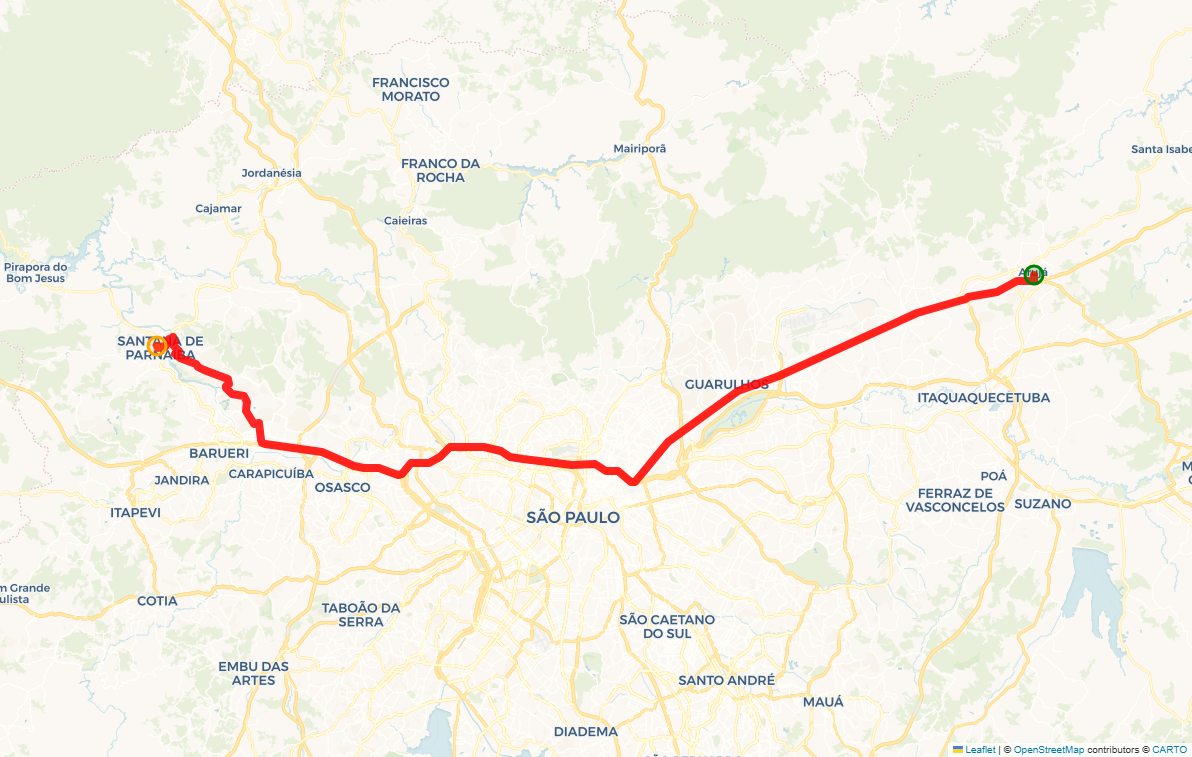 FRANCISCO
MORATO
Mairiporã
Santa Isabe
FRANCO DA
ROCHA
Jordanésia
Cajamar
Caieiras
Pirapora do
Bom Jesus
SANTANA DE
PARNAÍBA
GUARULHOS
ITAQUAQUECETUBA
BARUERI
CARAPICUÍBA
JANDIRA
OSASCO
POÁ
FERRAZ DE
VASCONCELOS
SUZANO
ITAPEVI
SÃO PAULO
m Grande
ulista
COTIA
TABOÃO DA
SERRA
SÃO CAETANO
DO SUL
EMBU DAS
ARTES
SANTO ANDRÉ
MAUÁ
DIADEMA
Leaflet | © OpenStreetMap contributors © CARTO